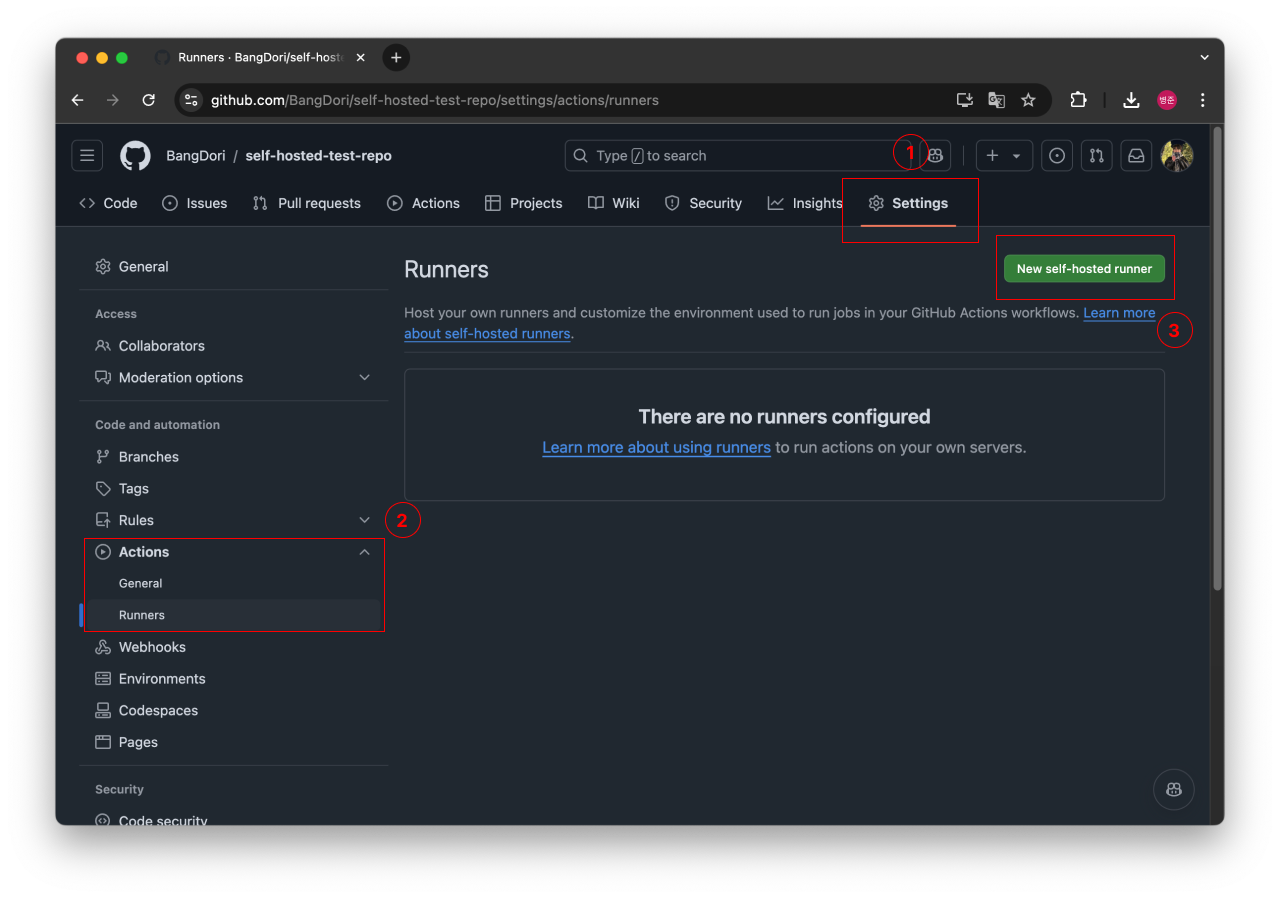 Runners · BangDori/self-host
github.com/BangDori/self-hosted-test-repo/settings/actions/runners
병준
BangDori / self-hosted-test-repo
Type / to search
1
Code
Issues
Pull requests
Actions
Projects
Wiki
Security
Insights
Settings
General
Access
Collaborators
Moderation options
Code and automation
Branches
Tags
Rules
2
Actions
General
Runners
Webhooks
Environments
Codespaces
Pages
Security
Code security
Runners
New self-hosted runner
Host your own runners and customize the environment used to run jobs in your GitHub Actions workflows. Learn more
about self-hosted runners.
3
There are no runners configured
Learn more about using runners to run actions on your own servers.